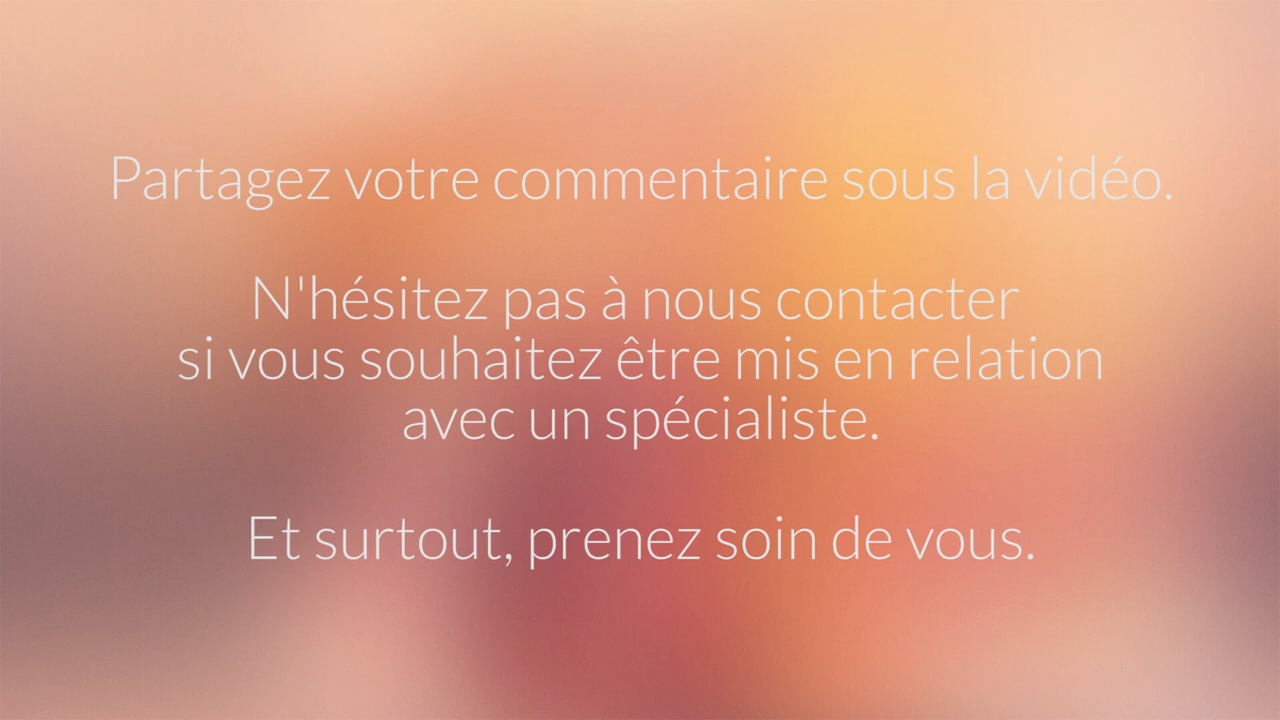 Partagez votre commentaire sous la vidéo.
N'hésitez pas à nous contacter
si vous souhaitez être mis en relation
avec un spécialiste.
Et surtout, prenez soin de vous.